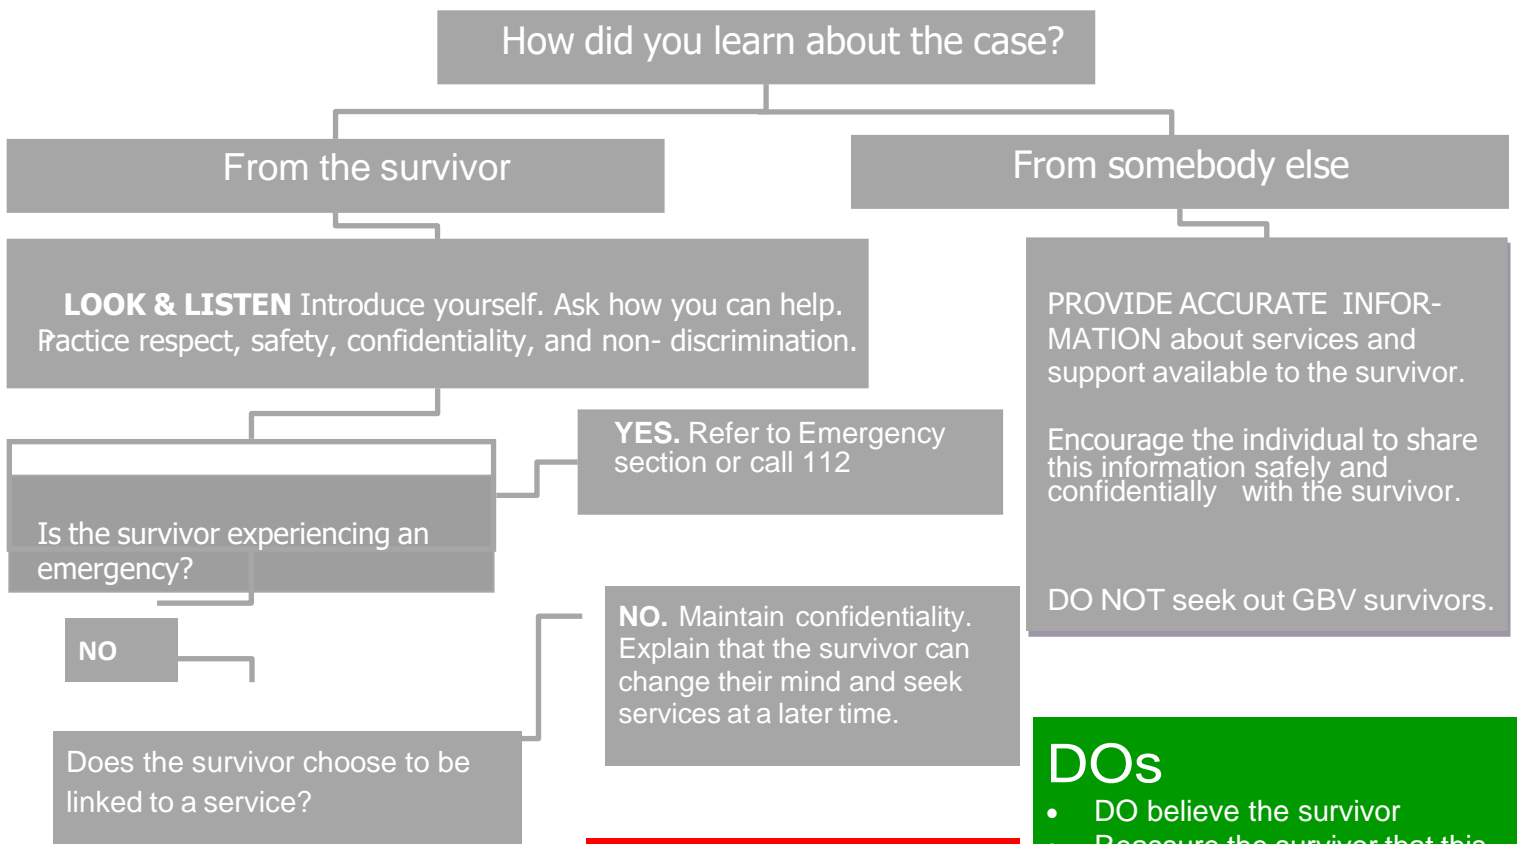 How did you learn about the case?
From the survivor
From somebody else
LOOK & LISTEN Introduce yourself. Ask how you can help.
Practice respect, safety, confidentiality, and non- discrimination.
PROVIDE ACCURATE INFOR-
MATION about services and
support available to the survivor.
Encourage the individual to share
this information safely and
confidentially with the survivor.
DO NOT seek out GBV survivors.
YES. Refer to Emergency
section or call 112
Is the survivor experiencing an
emergency?
NO
NO. Maintain confidentiality.
Explain that the survivor can
change their mind and seek
services at a later time.
Does the survivor choose to be
linked to a service?
DOs
• DO believe the survivor
• Reassure the survivor that this